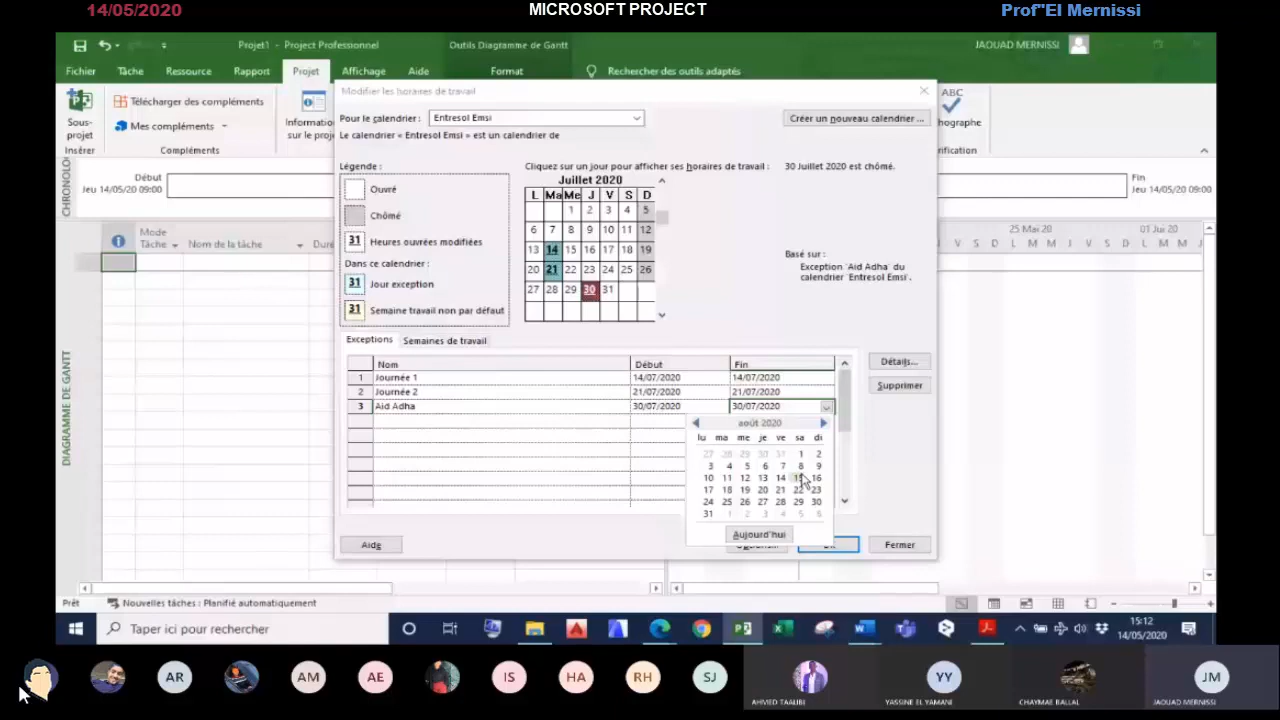 14/05/2020
MICROSOFT PROJECT
Prof"El Mernissi
Projet1 - Project Professionnel
Outils Diagramme de Gantt
JAOUAD MERNISSI
Fichier Tâche Ressource Rapport Projet Affichage Aide Format Rechercher des outils adaptés
Modifier les horaires de travail
Sous-
projet
Insérer
Télécharger des compléments
Mes compléments
Compléments
Informations
sur le projet
ABC
Pour le calendrier : Entresol Emsi
Créer un nouveau calendrier ...
Le calendrier « Entresol Emsi » est un calendrier de
Légende :
Ouvré
Chômé
31 Heures ouvrées modifiées
Dans ce calendrier :
31 Jour exception
31 Semaine travail non par défaut
Cliquez sur un jour pour afficher ses horaires de travail :
Juillet 2020
L Ma Me J V S D
1 2 3 4 5
6 7 8 9 10 11 12
13 14 15 16 17 18 19
20 21 22 23 24 25 26
27 28 29 30 31
30 Juillet 2020 est chômé.
Basé sur :
Exception 'Aid Adha' du
calendrier 'Entresol Emsi'.
CHRONOLO
Début
Jeu 14/05/20 09:00
Fin
Jeu 14/05/20 09:00
Mode
Tâche
Nom de la tâche
Duré
25 Mai 20
01 Jui 20
V S D L M M J V S D L M M J
DIAGRAMME DE GANTT
Exceptions Semaines de travail
Nom Début Fin
1 Journée 1 14/07/2020 14/07/2020
2 Journée 2 21/07/2020 21/07/2020
3 Aid Adha 30/07/2020 30/07/2020
Détails...
Supprimer
août 2020
lu ma me je ve sa di
27 28 29 30 31 1 2
3 4 5 6 7 8 9
10 11 12 13 14 15 16
17 18 19 20 21 22 23
24 25 26 27 28 29 30
31 1 2 3 4 5 6
Aujourd'hui
Aide
Fermer
Prêt
Nouvelles tâches : Planifié automatiquement
Taper ici pour rechercher
15:12
14/05/2020
AR
AM
AE
IS
HA
RH
SJ
YY
JM
AHMED TAALIBI
YASSINE EL YAMANI
CHAYMAE BALLAL
JAOUAD MERNISSI